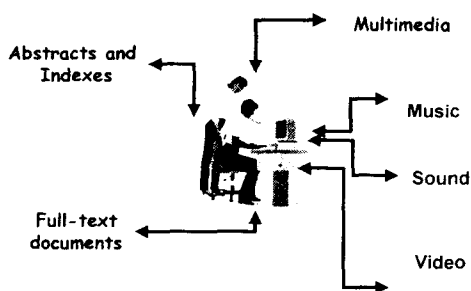 Multimedia
Abstracts and
Indexes
Music
Sound
Full-text
documents
Video